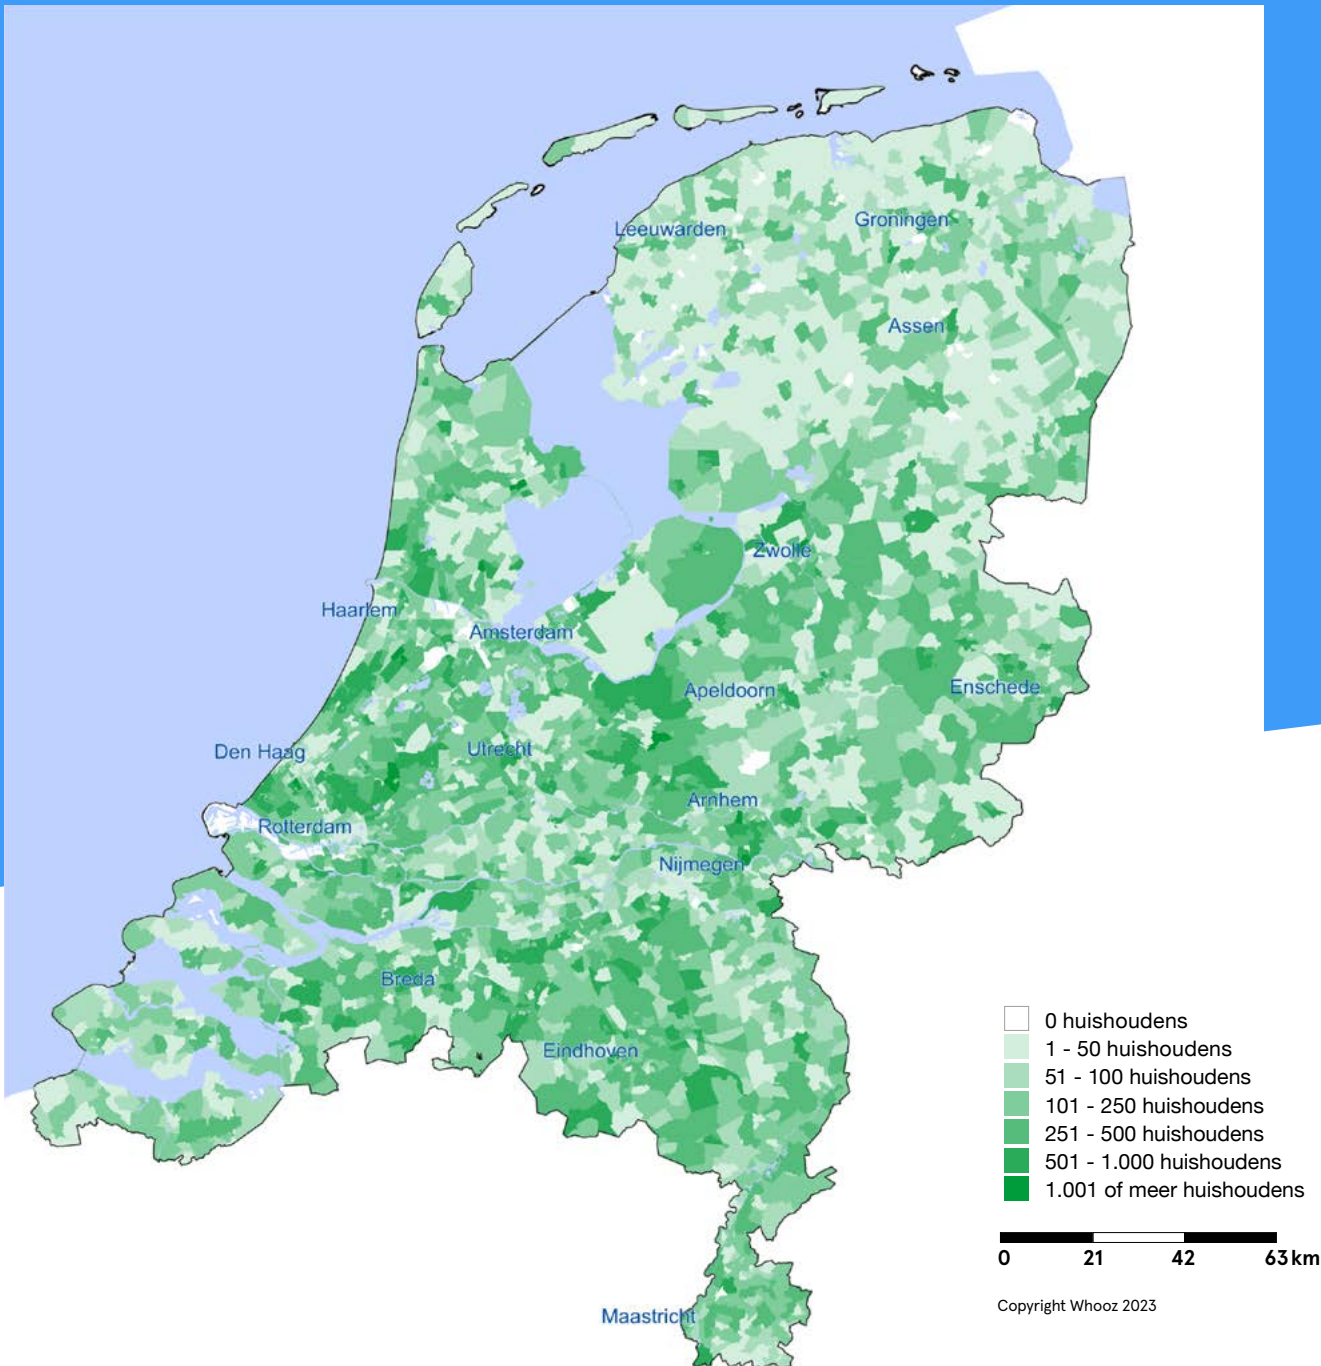 Leeuwarden
Groningen
Assen
Zwolle
Haarlem
Amsterdam
Apeldoorn
Enschede
Den Haag
Utrecht
Arnhem
Rotterdam
Nijmegen
Breda
Eindhoven
Maastricht
0 huishoudens
1 - 50 huishoudens
51 - 100 huishoudens
101 - 250 huishoudens
251 - 500 huishoudens
501 - 1.000 huishoudens
1.001 of meer huishoudens
0 21 42 63 km
Copyright Whooz 2023